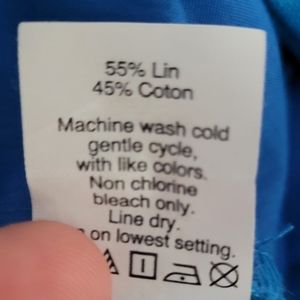 55% Lin
45% Coton
Machine wash cold
gentle cycle,
with like colors.
Non chlorine
bleach only.
Line dry.
on lowest setting.